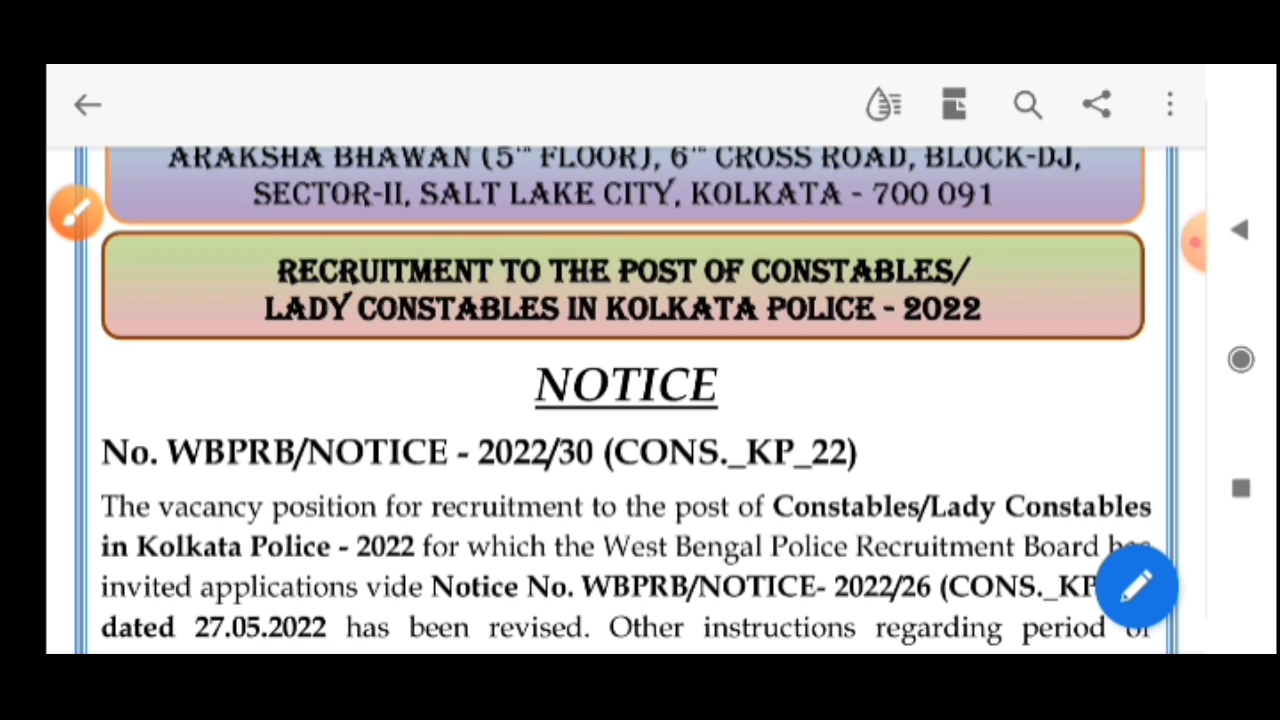 ARAKSHA BHAWAN (5TH FLOOR), 6TH CROSS ROAD, BLOCK-DJ,
SECTOR-II, SALT LAKE CITY, KOLKATA - 700 091
RECRUITMENT TO THE POST OF CONSTABLES/
LADY CONSTABLES IN KOLKATA POLICE - 2022
NOTICE
No. WBPRB/NOTICE - 2022/30 (CONS._KP_22)
The vacancy position for recruitment to the post of Constables/Lady Constables
in Kolkata Police - 2022 for which the West Bengal Police Recruitment Board has
invited applications vide Notice No. WBPRB/NOTICE- 2022/26 (CONS._KP
dated 27.05.2022 has been revised. Other instructions regarding period of